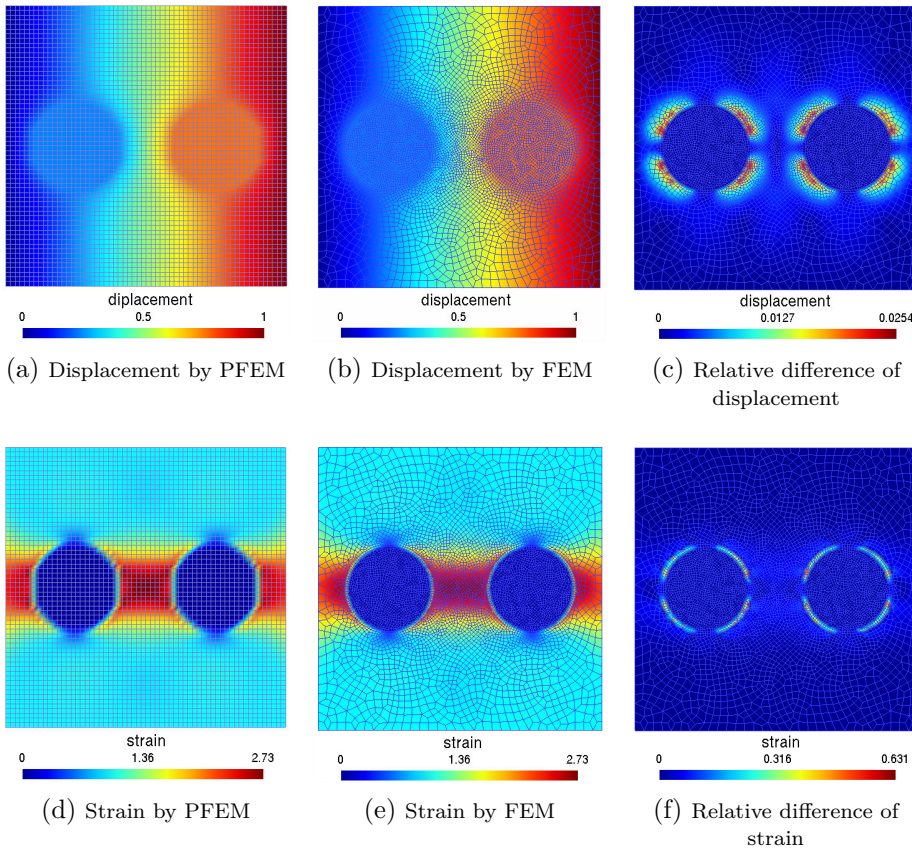 diplacement
0 0.5 1
(a) Displacement by PFEM
displacement
0 0.5 1
(b) Displacement by FEM
displacement
0 0.0127 0.0254
(c) Relative difference of
displacement
strain
0 1.36 2.73
(d) Strain by PFEM
strain
0 1.36 2.73
(e) Strain by FEM
strain
0 0.316 0.631
(f) Relative difference of
strain